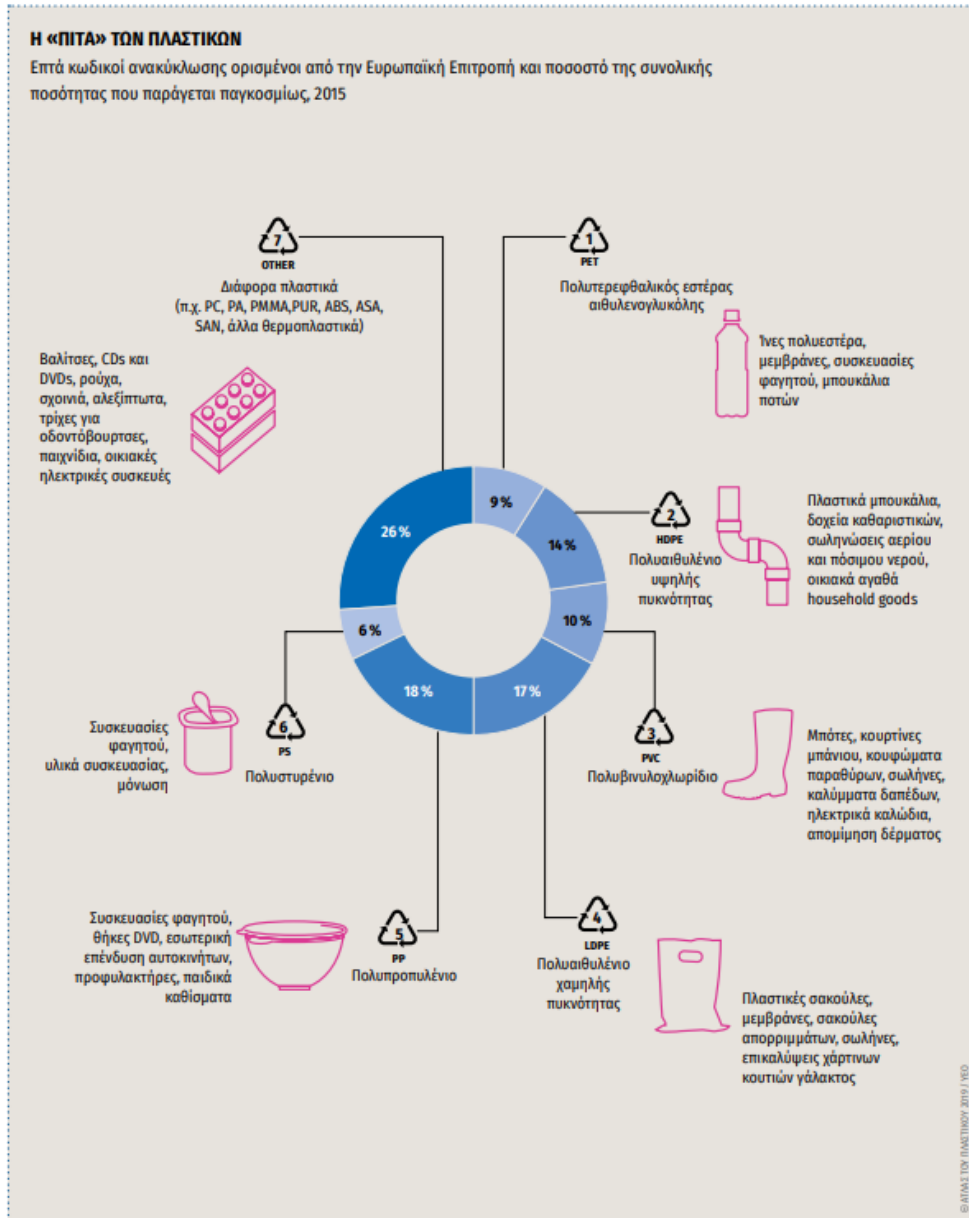 Η «ΠΙΤΑ» ΤΩΝ ΠΛΑΣΤΙΚΩΝ
Επτά κωδικοί ανακύκλωσης ορισμένοι από την Ευρωπαϊκή Επιτροπή και ποσοστό της συνολικής
ποσότητας που παράγεται παγκοσμίως, 2015
7
OTHER
Διάφορα πλαστικά
(π.χ. PC, PA, PMMA,PUR, ABS, ASA,
SAN, άλλα θερμοπλαστικά)
Βαλίτσες, CDs και
DVDs, ρούχα,
σχοινιά, αλεξίπτωτα,
τρίχες για
οδοντόβουρτσες,
παιχνίδια, οικιακές
ηλεκτρικές συσκευές
1
PET
Πολυτερεφθαλικός εστέρας
αιθυλενογλυκόλης
Ίνες πολυεστέρα,
μεμβράνες, συσκευασίες
φαγητού, μπουκάλια
ποτών
9 %
14 %
10 %
17 %
18 %
6 %
26 %
2
HDPE
Πολυαιθυλένιο
υψηλής
πυκνότητας
Πλαστικά μπουκάλια,
δοχεία καθαριστικών,
σωληνώσεις αερίου
και πόσιμου νερού,
οικιακά αγαθά
household goods
3
PVC
Πολυβινυλοχλωρίδιο
Μπότες, κουρτίνες
μπάνιου, κουφώματα
παραθύρων, σωλήνες,
καλύμματα δαπέδων,
ηλεκτρικά καλώδια,
απομίμηση δέρματος
6
PS
Πολυστυρένιο
Συσκευασίες
φαγητού,
υλικά συσκευασίας,
μόνωση
5
PP
Πολυπροπυλένιο
Συσκευασίες φαγητού,
θήκες DVD, εσωτερική
επένδυση αυτοκινήτων,
προφυλακτήρες, παιδικά
καθίσματα
4
LDPE
Πολυαιθυλένιο
χαμηλής
πυκνότητας
Πλαστικές σακούλες,
μεμβράνες, σακούλες
απορριμμάτων, σωλήνες,
επικαλύψεις χάρτινων
κουτιών γάλακτος
© ΑΤΛΑΣ ΤΟΥ ΠΛΑΣΤΙΚΟΥ 2019 / YEO